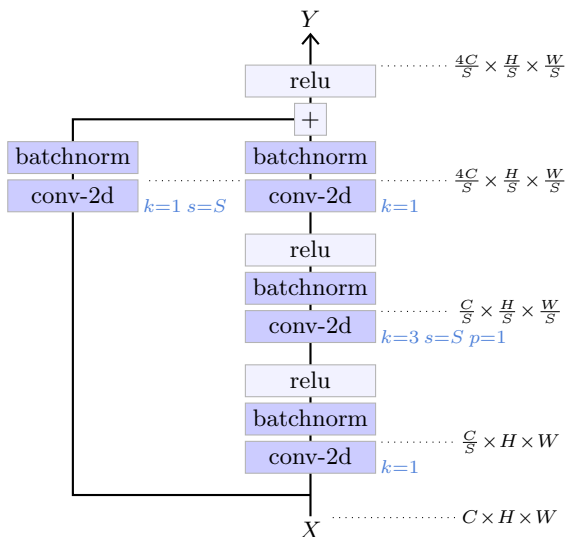 Y
relu
4C/S × H/S × W/S
+
batchnorm
batchnorm
conv-2d
k=1 s=S
conv-2d
k=1
4C/S × H/S × W/S
relu
batchnorm
conv-2d
k=3 s=S p=1
C/S × H/S × W/S
relu
batchnorm
C/S × H × W
conv-2d
k=1
X
C × H × W